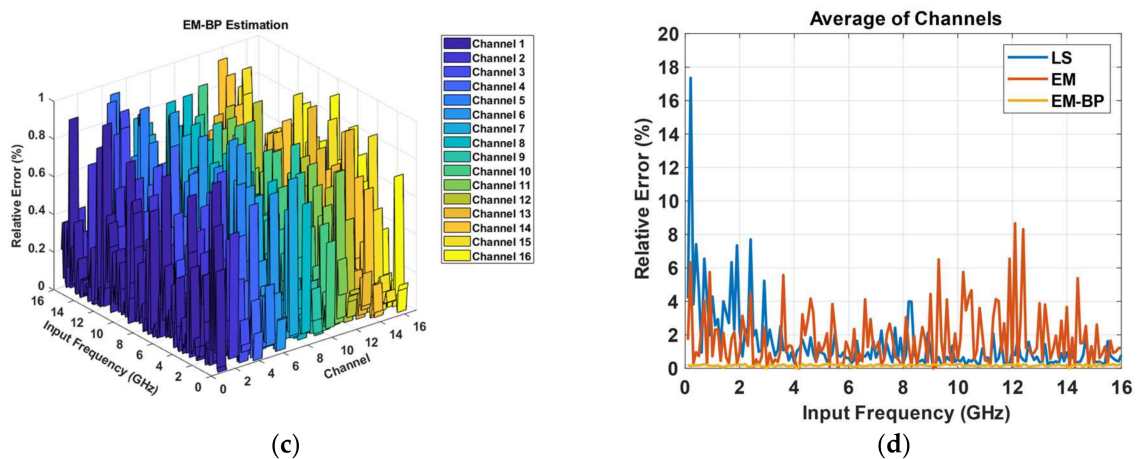 EM-BP Estimation
Relative Error (%)
1
0.8
0.6
0.4
0.2
0
16
14
12
10
8
6
4
2
0
Input Frequency (GHz)
0
2
4
6
8
10
12
14
16
Channel
Channel 1
Channel 2
Channel 3
Channel 4
Channel 5
Channel 6
Channel 7
Channel 8
Channel 9
Channel 10
Channel 11
Channel 12
Channel 13
Channel 14
Channel 15
Channel 16
(c)
Average of Channels
Relative Error (%)
20
18
16
14
12
10
8
6
4
2
0
LS
EM
EM-BP
0 2 4 6 8 10 12 14 16
Input Frequency (GHz)
(d)